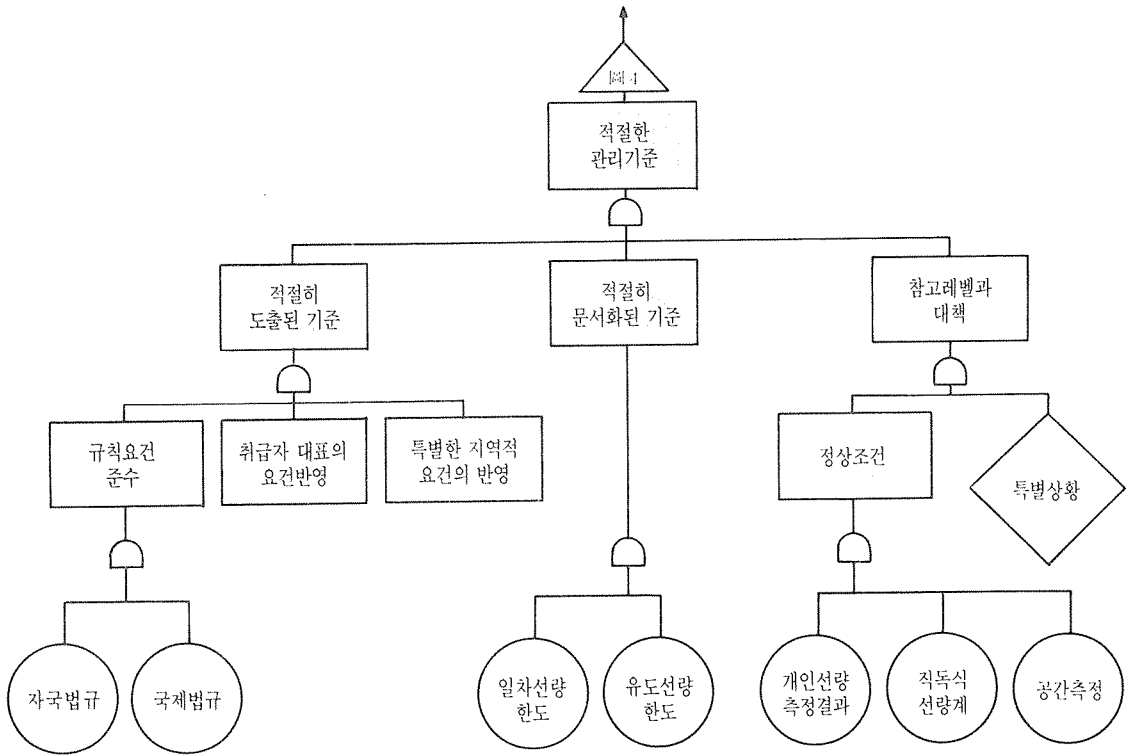 圖 4
적절한
관리기준
적절히
도출된 기준
적절히
문서화된 기준
참고레벨과
대책
규칙요건
준수
취급자 대표의
요건반영
특별한 지역적
요건의 반영
정상조건
특별상황
자국법규
국제법규
일차선량
한도
유도선량
한도
개인선량
측정결과
직독식
선량계
공간측정